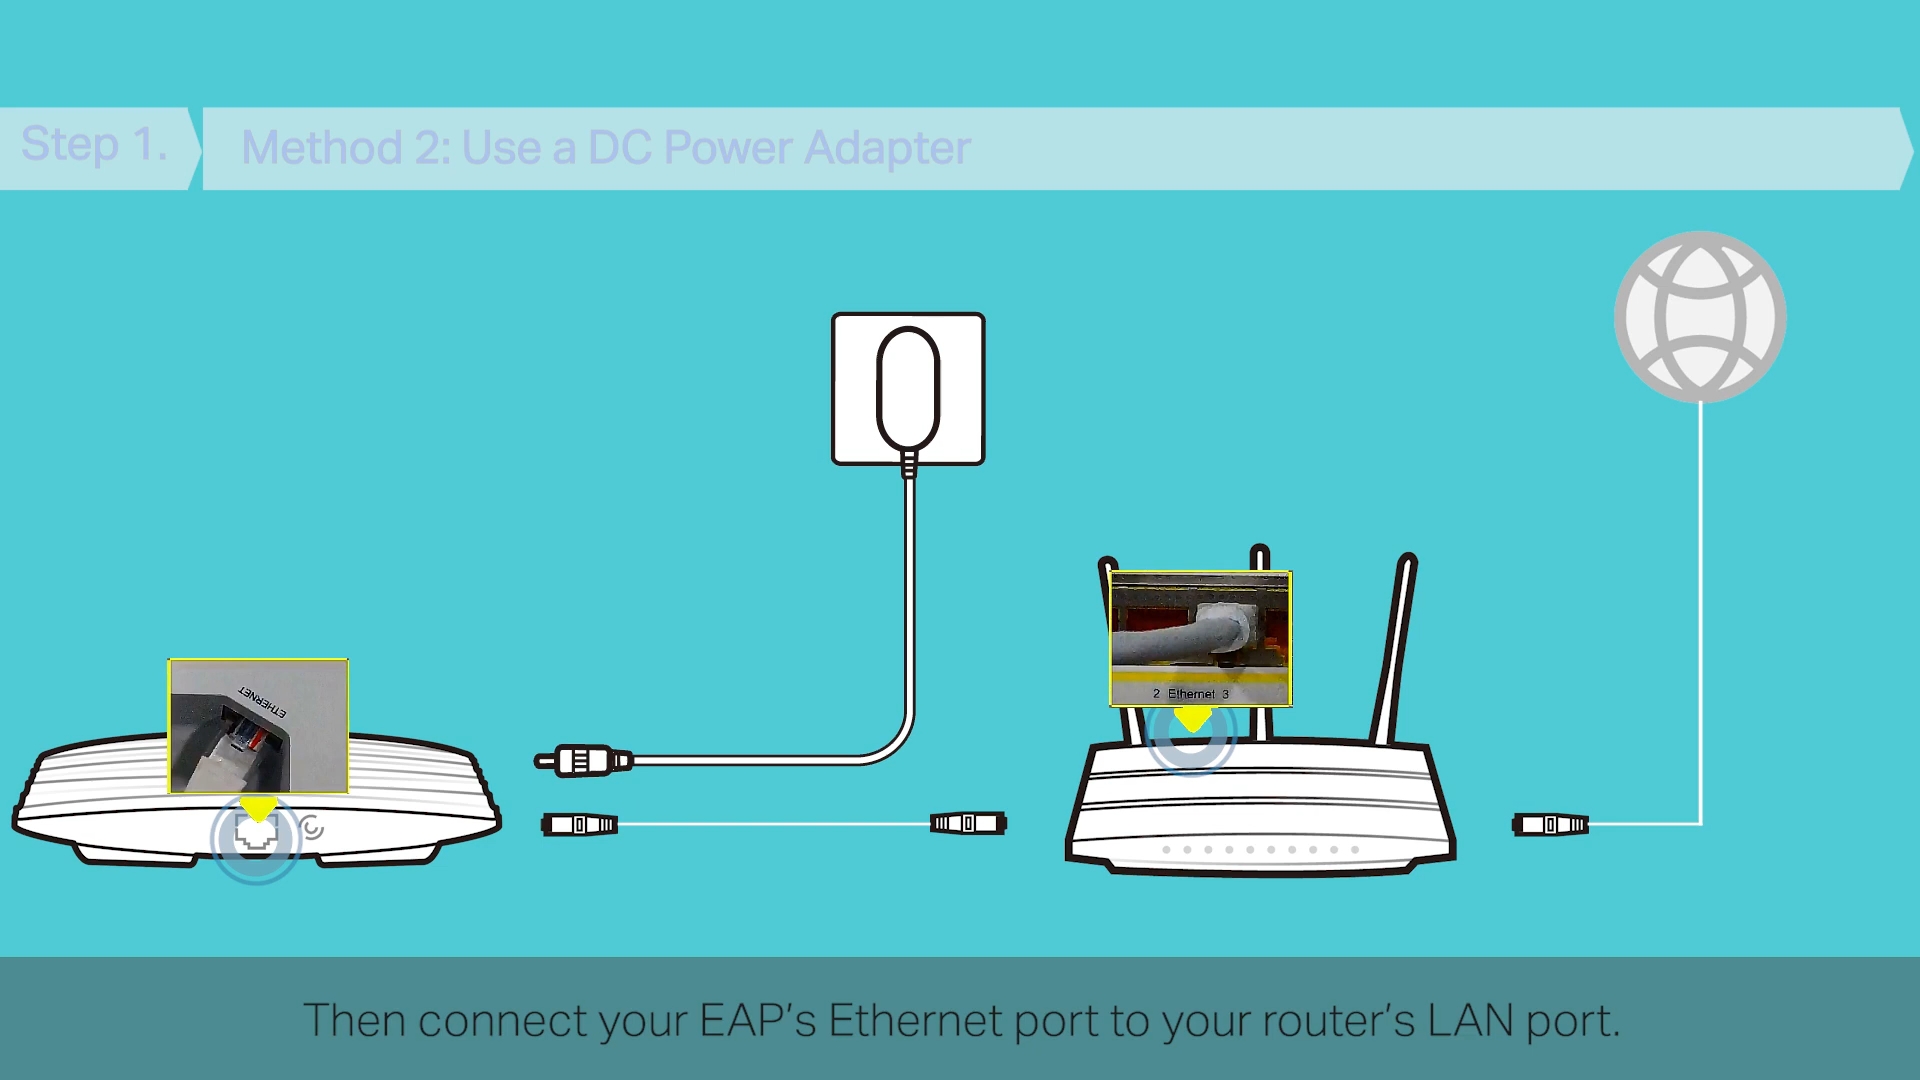 Step 1.
Method 2: Use a DC Power Adapter
ETHERNET
2 Ethernet 3
Then connect your EAP's Ethernet port to your router's LAN port.